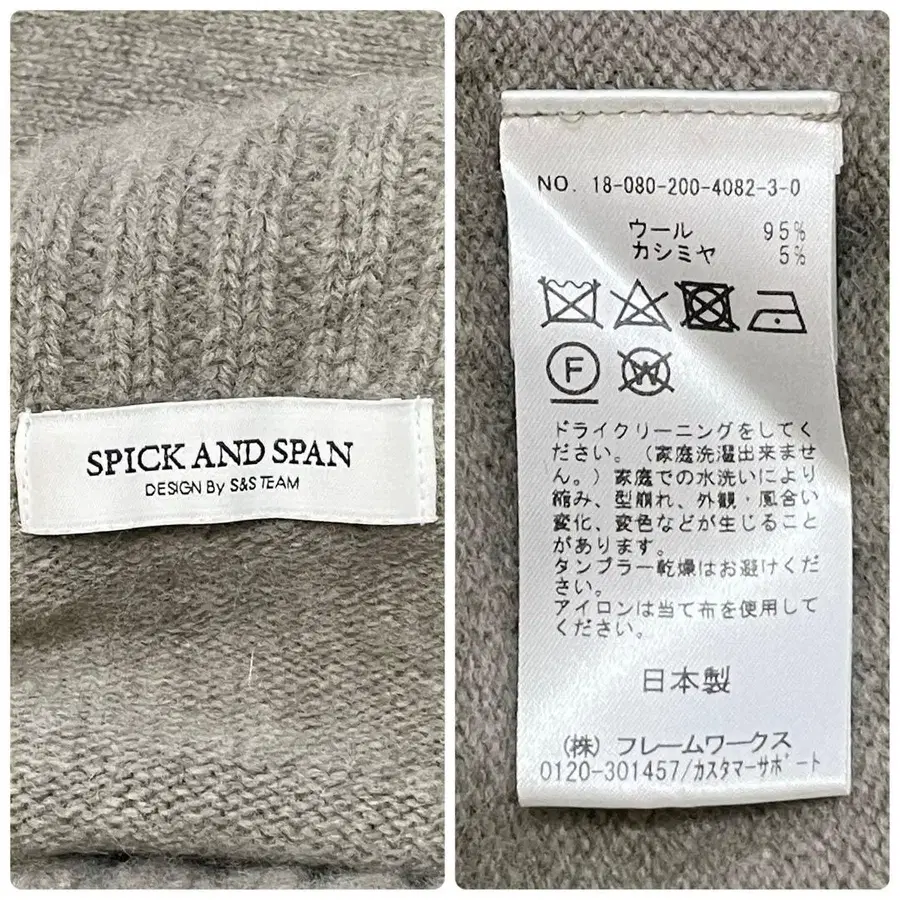 SPICK AND SPAN
DESIGN By S&S TEAM
NO. 18-080-200-4082-3-0
ウール 95%
カシミヤ 5%
F
W
ドライクリーニングをしてく
ださい。（家庭洗濯出来ませ
ん。）家庭での水洗いにより
縮み、型崩れ、外観・風合い
変化、変色などが生じること
があります。
タンブラー乾燥はお避けくだ
さい。
アイロンは当て布を使用して
ください。
日本製
（株）フレームワークス
0120-301457/カスタマーサポート